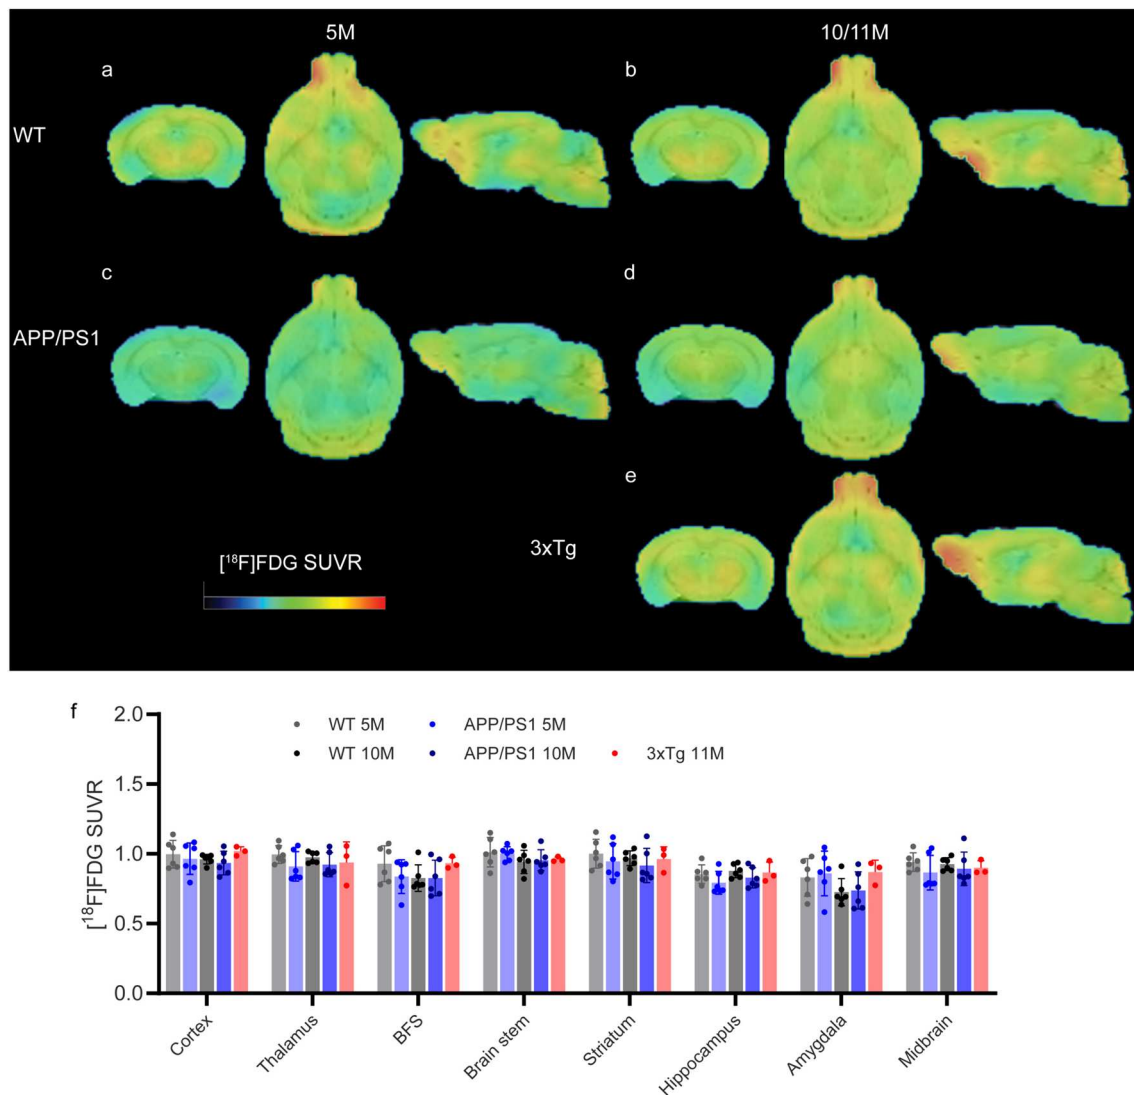 5M 10/11M
a b
WT
c d
APP/PS1
e
3xTg
[¹⁸F]FDG SUVR
f
2.0
1.5
1.0
0.5
0.0
[¹⁸F]FDG SUVR
WT 5M APP/PS1 5M
WT 10M APP/PS1 10M 3xTg 11M
Cortex
Thalamus
BFS
Brain stem
Striatum
Hippocampus
Amygdala
Midbrain